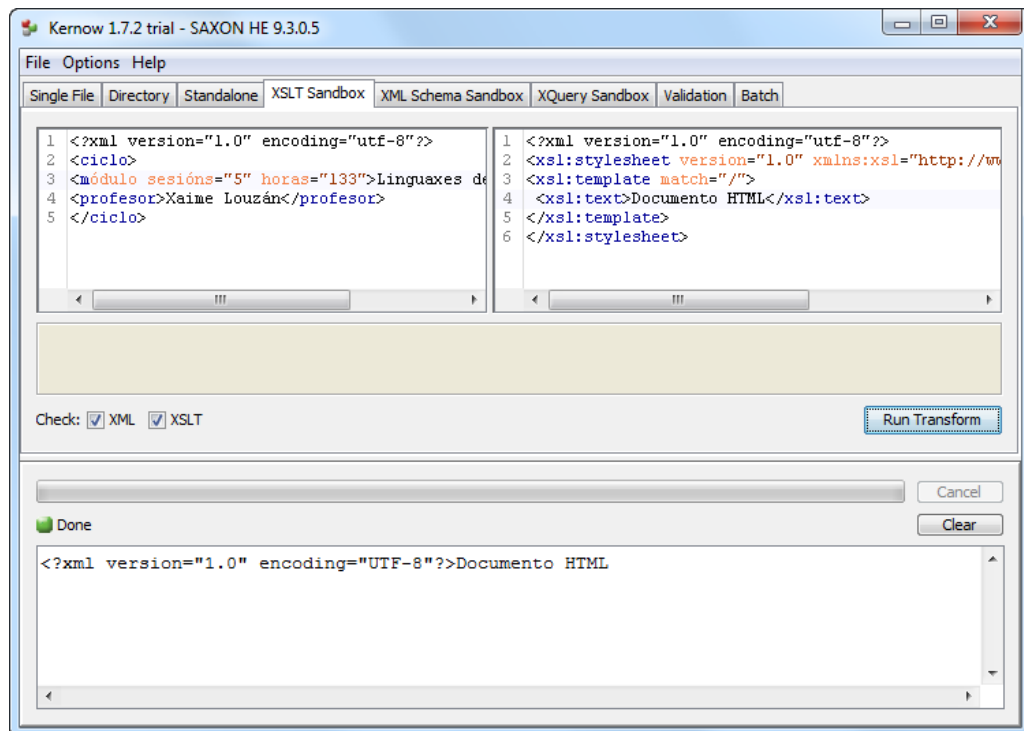 Kernow 1.7.2 trial - SAXON HE 9.3.0.5
File Options Help
Single File Directory Standalone XSLT Sandbox XML Schema Sandbox XQuery Sandbox Validation Batch
1 <?xml version="1.0" encoding="utf-8"?>
2 <ciclo>
3 <módulo sesións="5" horas="133">Linguaxes de
4 <profesor>Xaime Louzán</profesor>
5 </ciclo>
1 <?xml version="1.0" encoding="utf-8"?>
2 <xsl:stylesheet version="1.0" xmlns:xsl="http://ww
3 <xsl:template match="/">
4 <xsl:text>Documento HTML</xsl:text>
5 </xsl:template>
6 </xsl:stylesheet>
Check: XML XSLT
Run Transform
Cancel
Done
Clear
<?xml version="1.0" encoding="UTF-8"?>Documento HTML